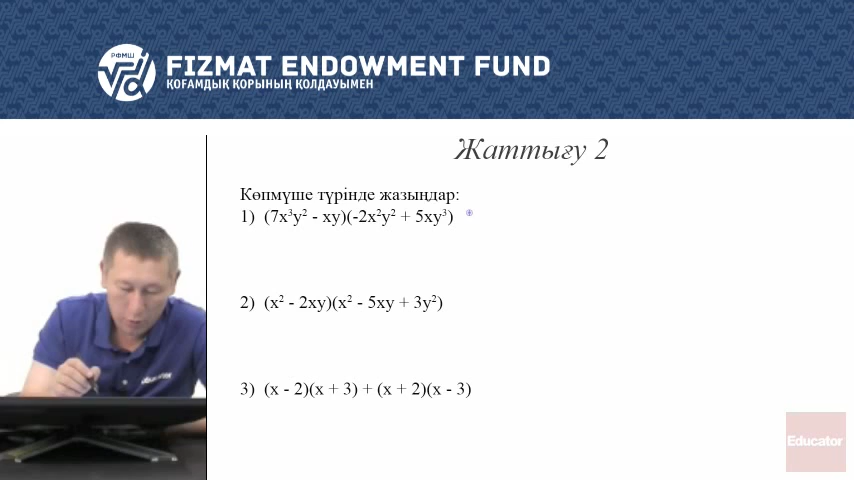 РФМШ
FIZMAT ENDOWMENT FUND
ҚОҒАМДЫҚ ҚОРЫНЫҢ ҚОЛДАУЫМЕН
Жаттығу 2
Көпмүше түрінде жазыңдар:
1) (7x³y² - xy)(-2x²y² + 5xy³)
2) (x² - 2xy)(x² - 5xy + 3y²)
3) (x - 2)(x + 3) + (x + 2)(x - 3)
Educator